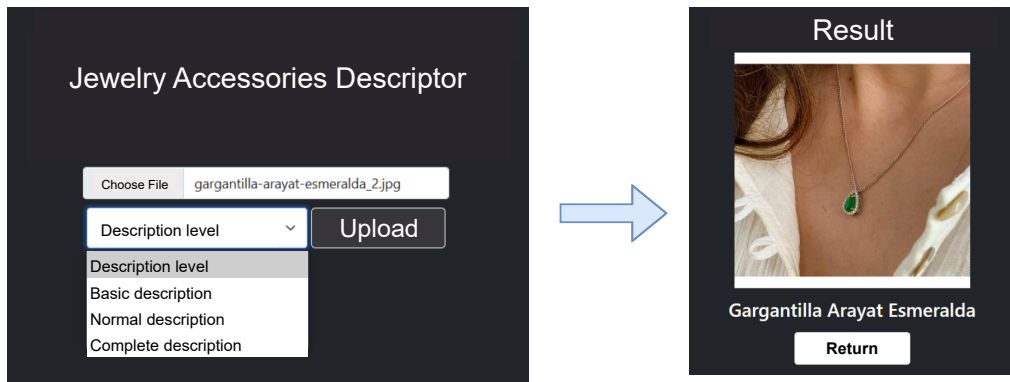 Jewelry Accessories Descriptor
Choose File gargantilla-arayat-esmeralda_2.jpg
Description level Upload
Description level
Basic description
Normal description
Complete description
Result
Gargantilla Arayat Esmeralda
Return